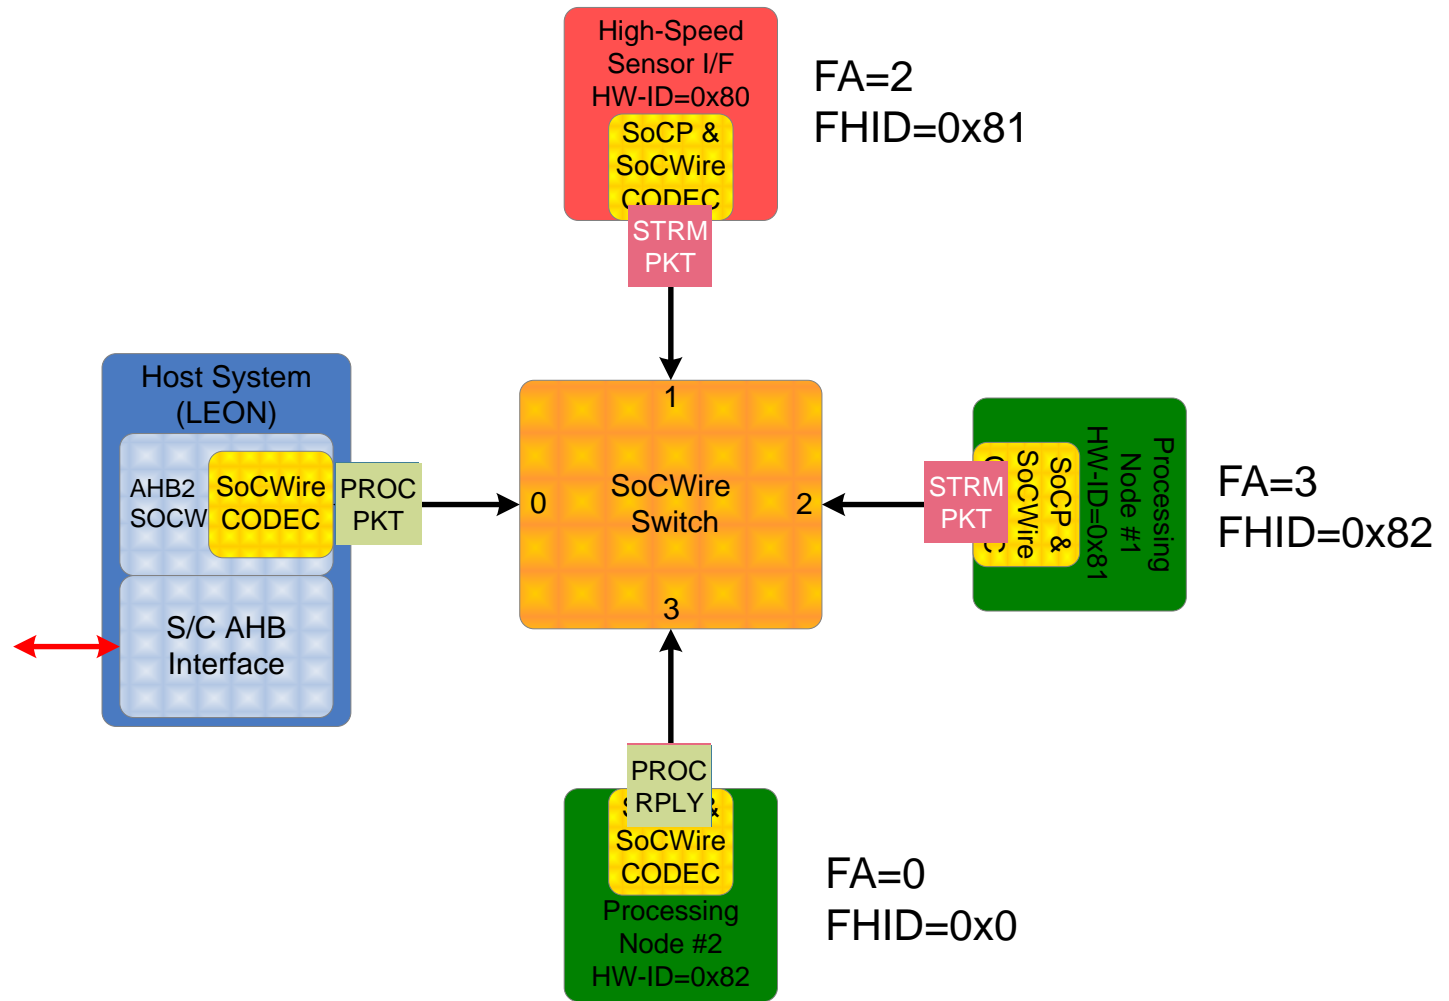 High-Speed
Sensor I/F
HW-ID=0x80
SoCP &
SoCWire
CODEC
STRM
PKT
FA=2
FHID=0x81
Host System
(LEON)
AHB2
SOCW
SoCWire
CODEC
PROC
PKT
S/C AHB
Interface
1
0
SoCWire
Switch
2
3
STRM
PKT
SoCP &
SoCWire
Processing
Node #1
HW-ID=0x81
FA=3
FHID=0x82
PROC
RPLY
SoCWire
CODEC
Processing
Node #2
HW-ID=0x82
FA=0
FHID=0x0